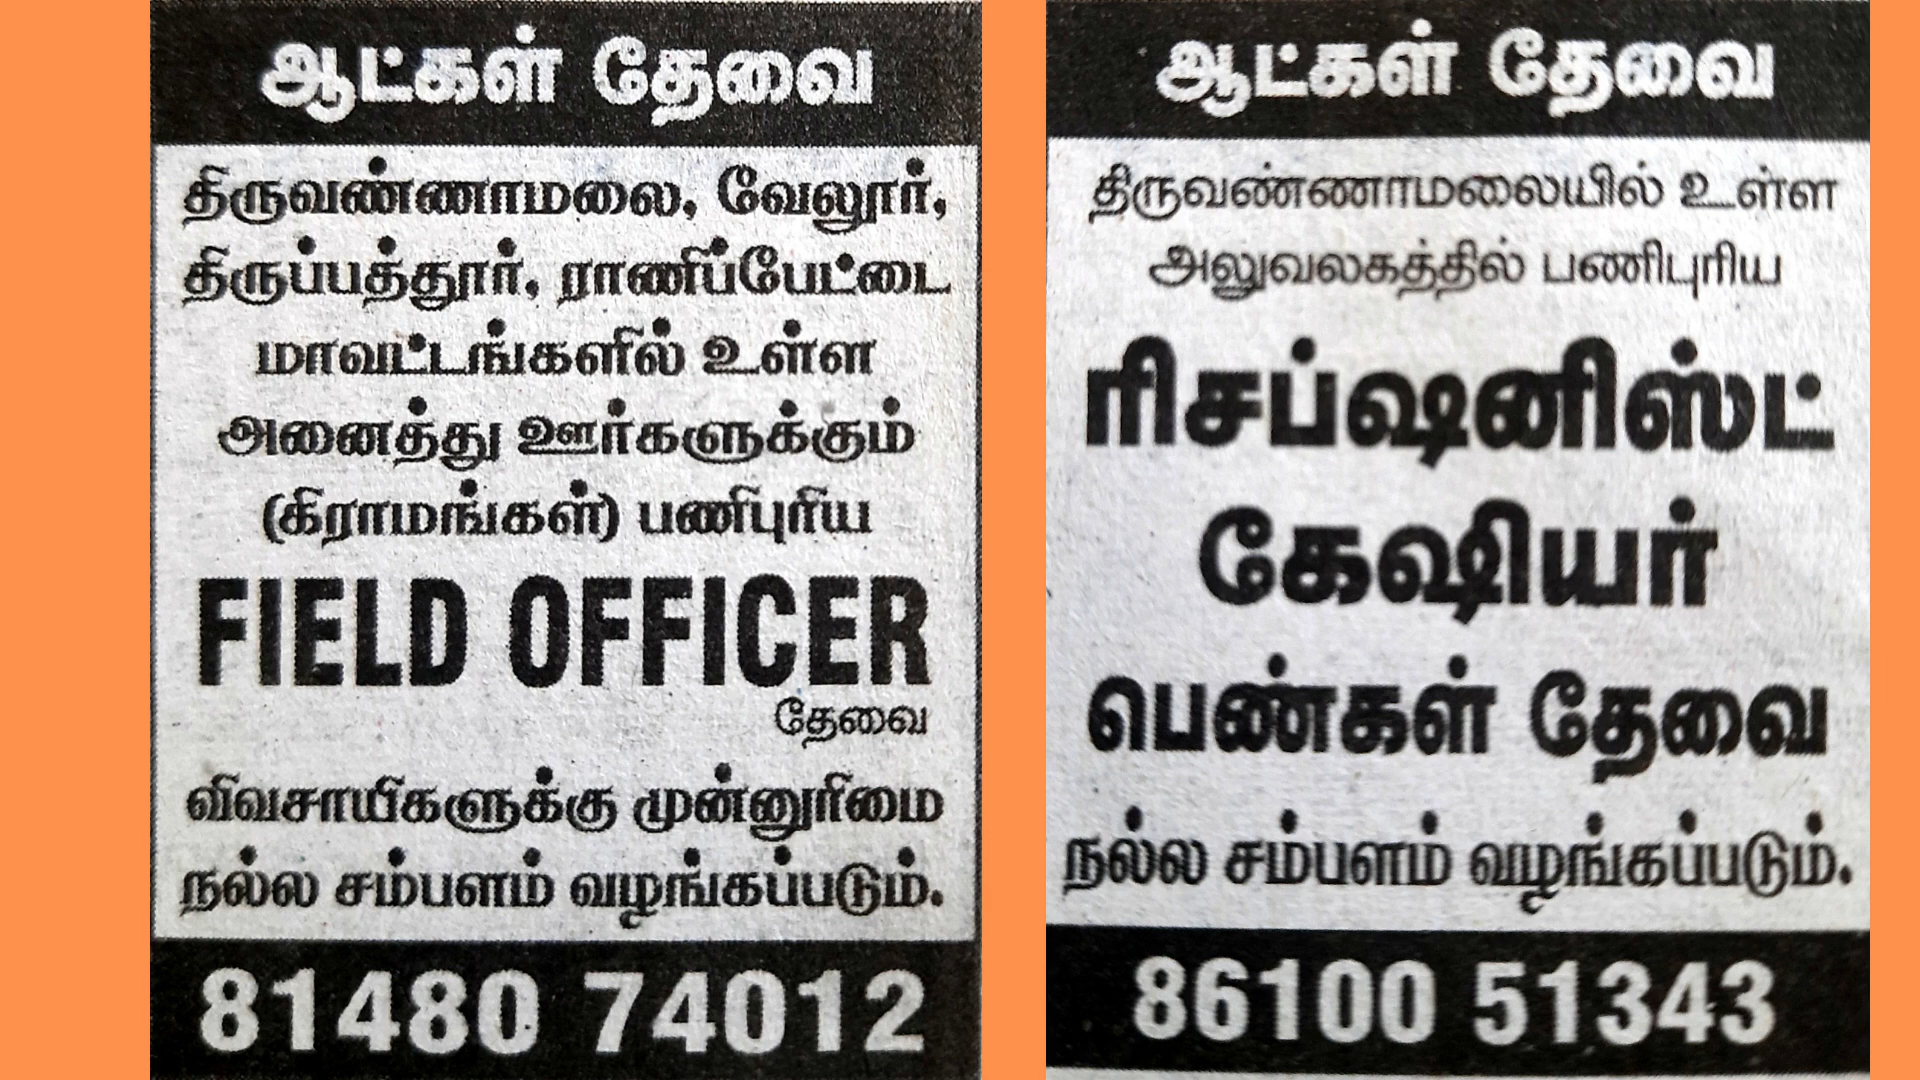 ஆட்கள் தேவை
திருவண்ணாமலை, வேலூர்,
திருப்பத்தூர், ராணிப்பேட்டை
மாவட்டங்களில் உள்ள
அனைத்து ஊர்களுக்கும்
(கிராமங்கள்) பணிபுரிய
FIELD OFFICER
தேவை
விவசாயிகளுக்கு முன்னுரிமை
நல்ல சம்பளம் வழங்கப்படும்.
81480 74012
ஆட்கள் தேவை
திருவண்ணாமலையில் உள்ள
அலுவலகத்தில் பணிபுரிய
ரிசப்ஷனிஸ்ட்
கேஷியர்
பெண்கள் தேவை
நல்ல சம்பளம் வழங்கப்படும்.
86100 51343